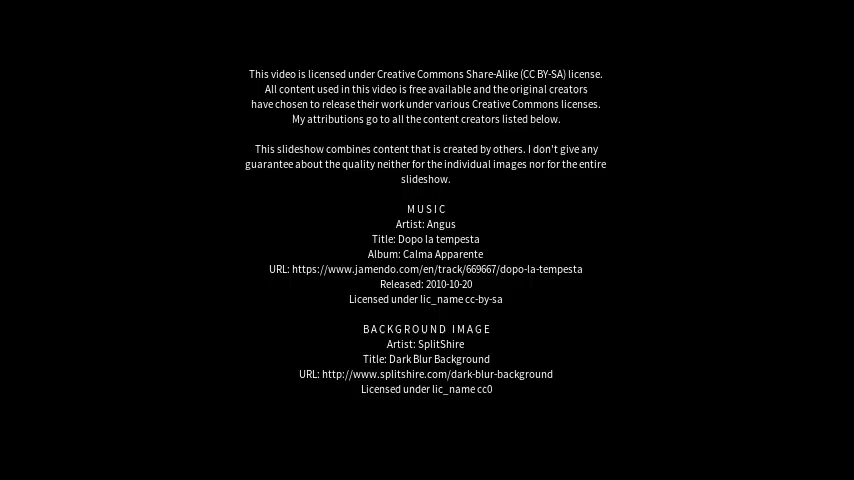 This video is licensed under Creative Commons Share-Alike (CC BY-SA) license.
All content used in this video is free available and the original creators
have chosen to release their work under various Creative Commons licenses.
My attributions go to all the content creators listed below.
This slideshow combines content that is created by others. I don't give any
guarantee about the quality neither for the individual images nor for the entire
slideshow.
MUSIC
Artist: Angus
Title: Dopo la tempesta
Album: Calma Apparente
URL: https://www.jamendo.com/en/track/669667/dopo-la-tempesta
Released: 2010-10-20
Licensed under lic_name cc-by-sa
BACKGROUND IMAGE
Artist: SplitShire
Title: Dark Blur Background
URL: http://www.splitshire.com/dark-blur-background
Licensed under lic_name cc0